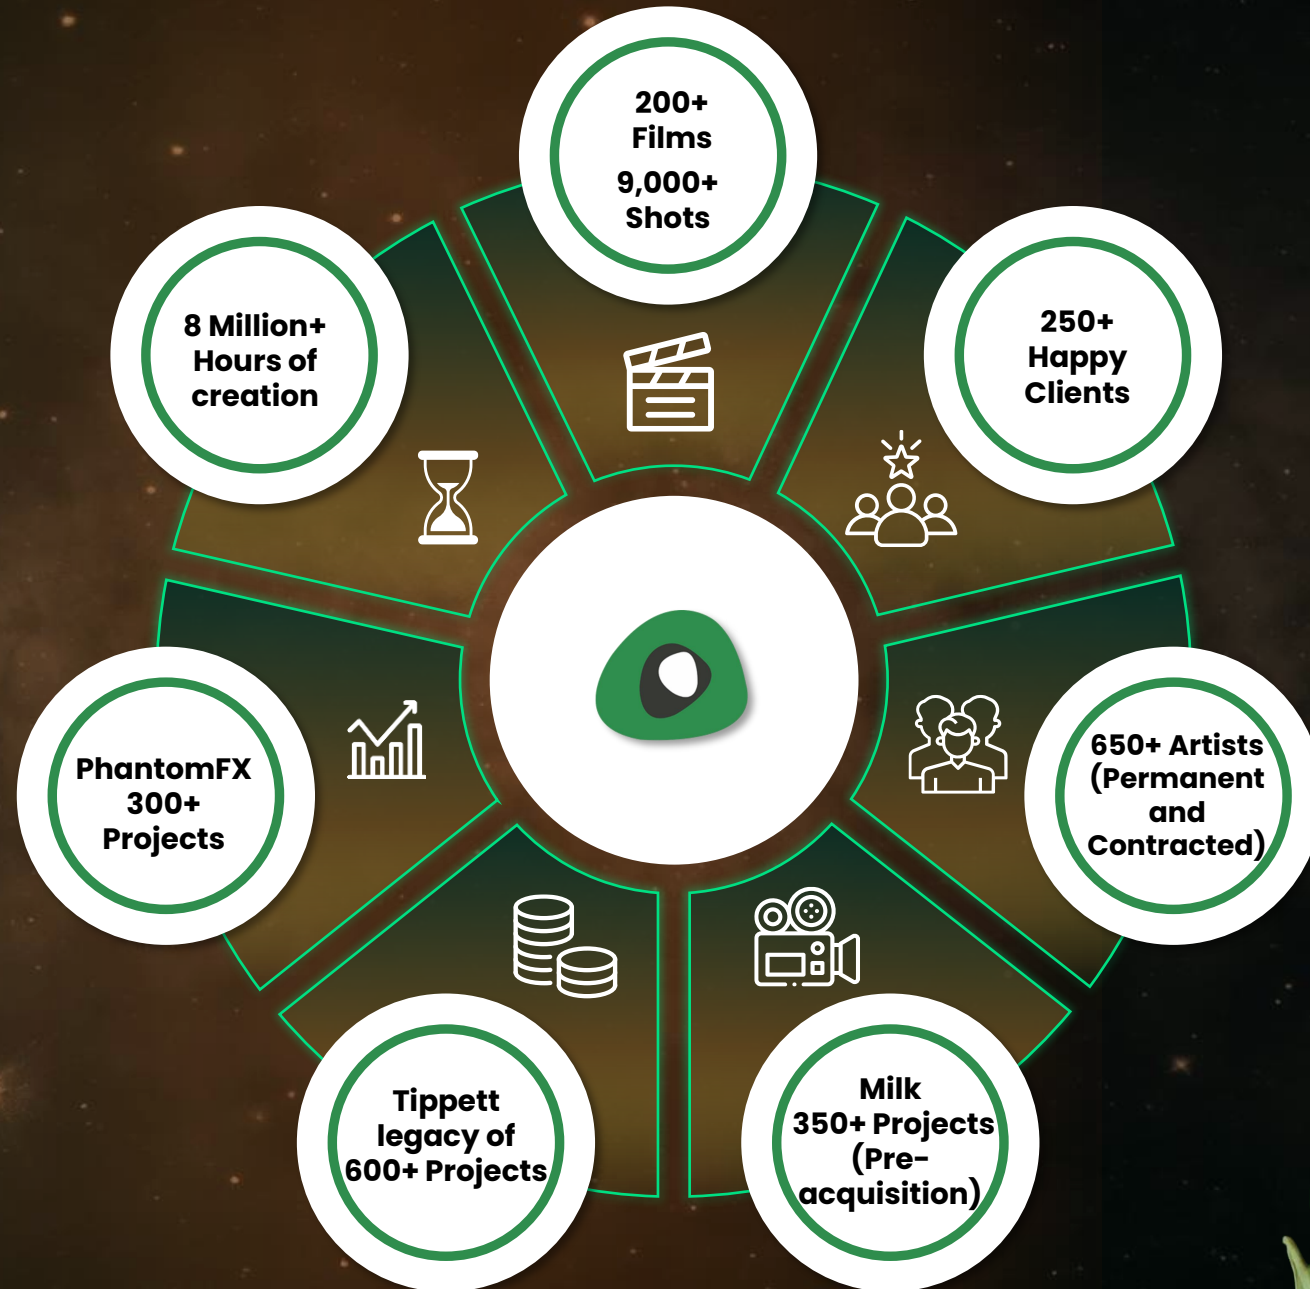 200+
Films
9,000+
Shots
250+
Happy
Clients
650+ Artists
(Permanent
and
Contracted)
Milk
350+ Projects
(Pre-
acquisition)
Tippett
legacy of
600+ Projects
PhantomFX
300+
Projects
8 Million+
Hours of
creation